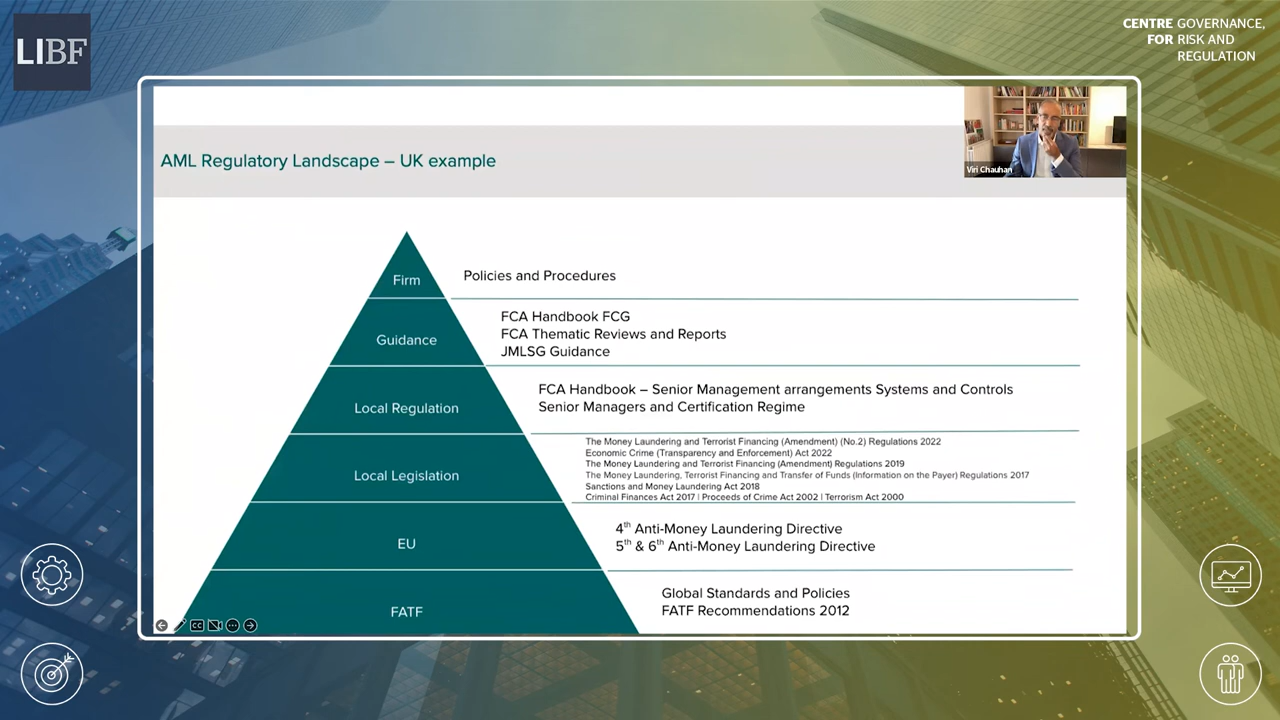 LIBF
CENTRE GOVERNANCE,
FOR RISK AND
REGULATION
AML Regulatory Landscape – UK example
Viri Chauhan
Firm
Policies and Procedures
Guidance
FCA Handbook FCG
FCA Thematic Reviews and Reports
JMLSG Guidance
Local Regulation
FCA Handbook – Senior Management arrangements Systems and Controls
Senior Managers and Certification Regime
Local Legislation
The Money Laundering and Terrorist Financing (Amendment) (No.2) Regulations 2022
Economic Crime (Transparency and Enforcement) Act 2022
The Money Laundering and Terrorist Financing (Amendment) Regulations 2019
The Money Laundering, Terrorist Financing and Transfer of Funds (Information on the Payer) Regulations 2017
Sanctions and Money Laundering Act 2018
Criminal Finances Act 2017 | Proceeds of Crime Act 2002 | Terrorism Act 2000
EU
4th Anti-Money Laundering Directive
5th & 6th Anti-Money Laundering Directive
FATF
Global Standards and Policies
FATF Recommendations 2012
CC